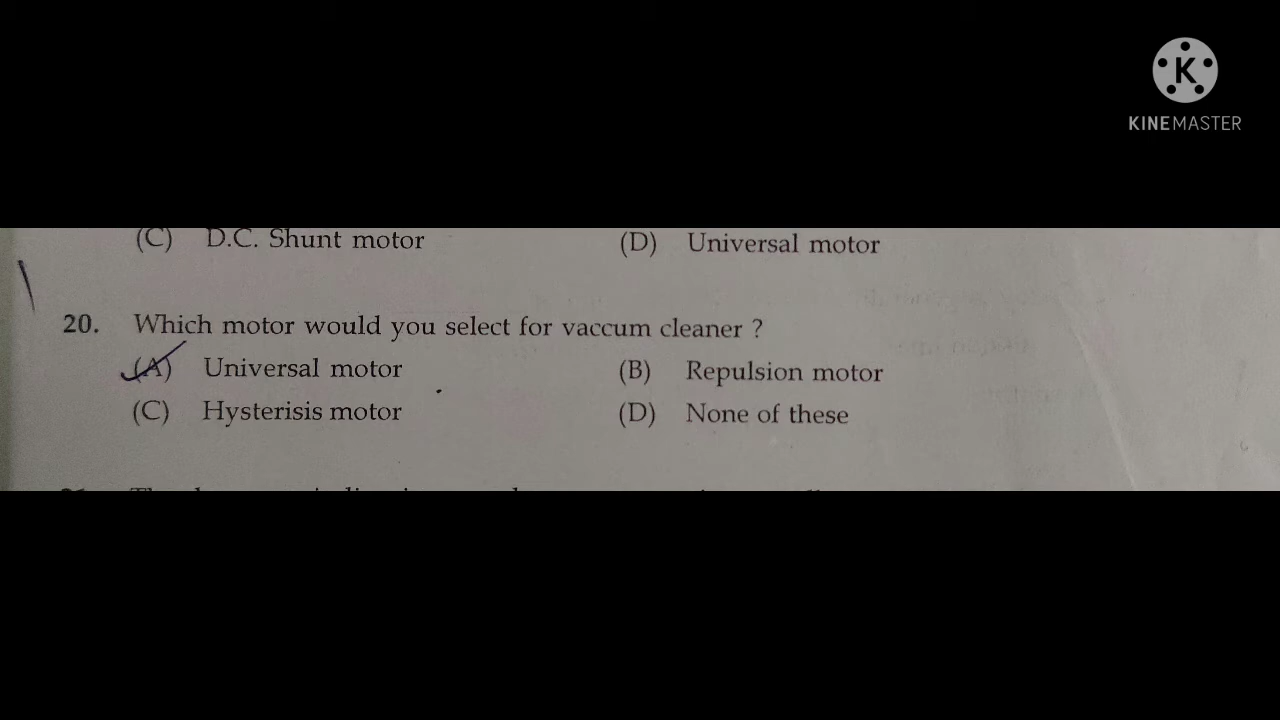 K
KINEMASTER
(C) D.C. Shunt motor (D) Universal motor
20. Which motor would you select for vaccum cleaner ?
(A) Universal motor (B) Repulsion motor
(C) Hysterisis motor (D) None of these